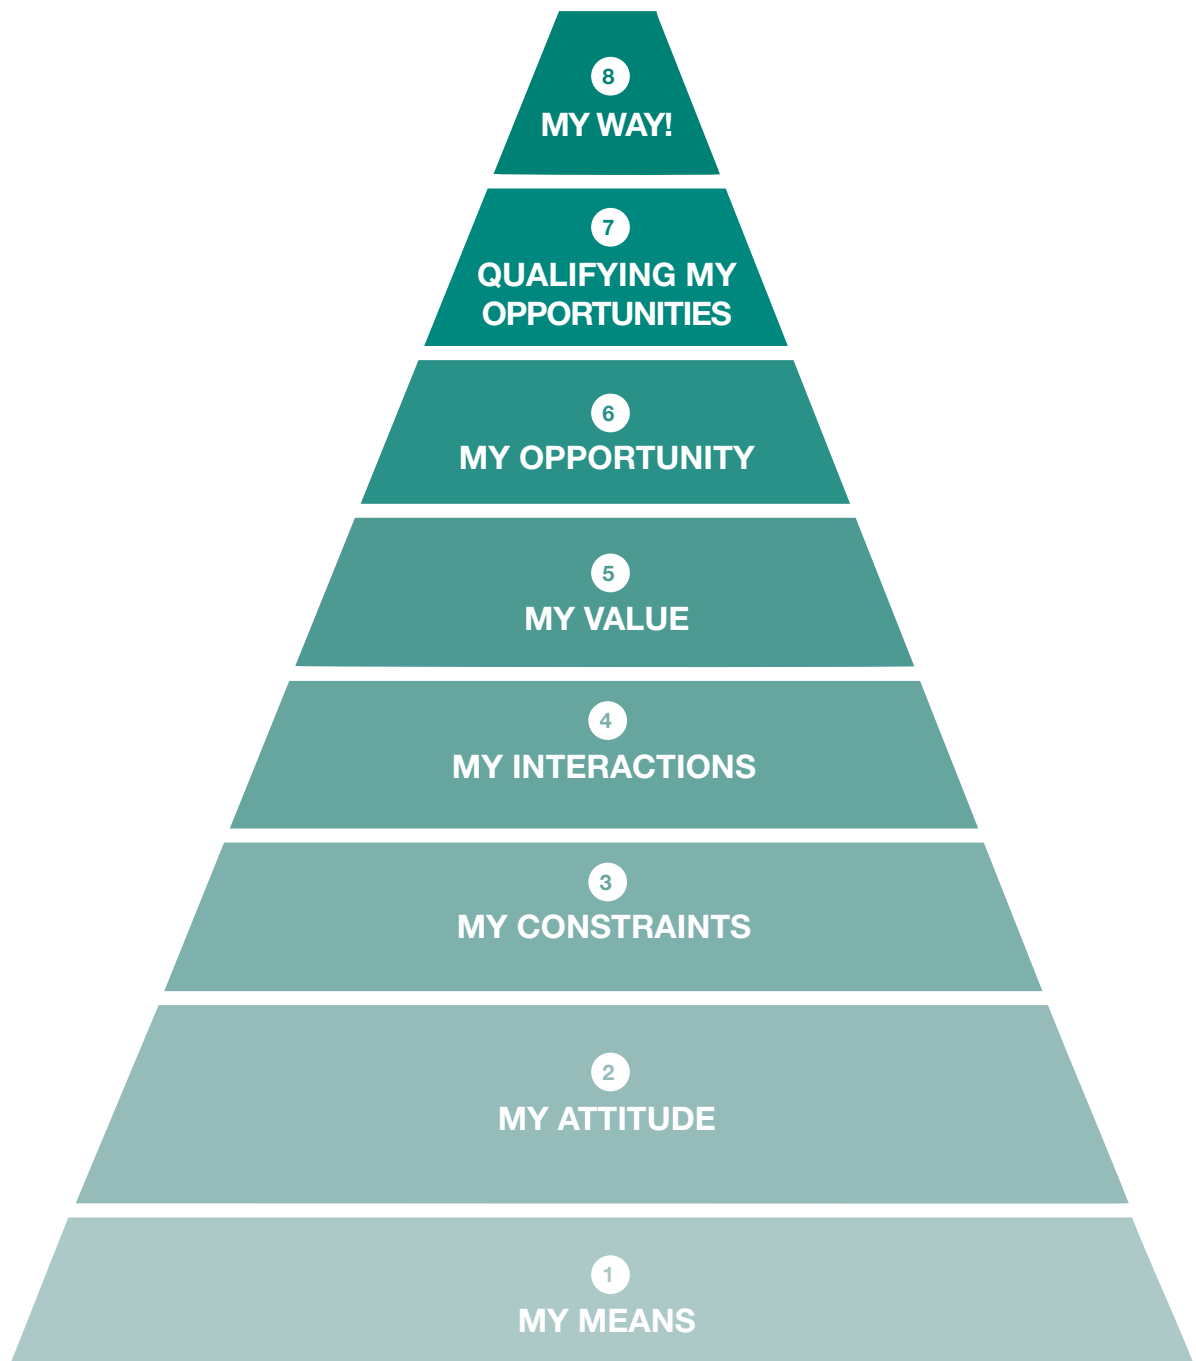 8
MY WAY!
7
QUALIFYING MY
OPPORTUNITIES
6
MY OPPORTUNITY
5
MY VALUE
4
MY INTERACTIONS
3
MY CONSTRAINTS
2
MY ATTITUDE
1
MY MEANS